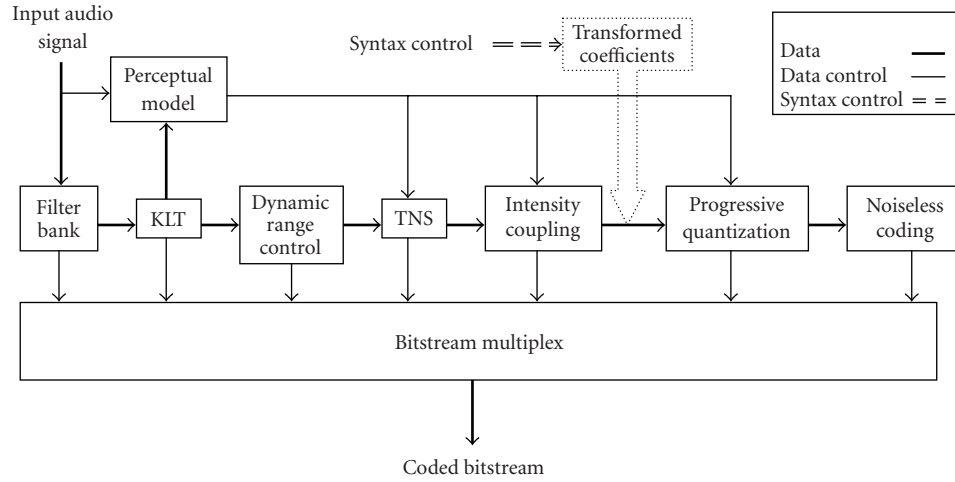 Input audio
signal
Syntax control
Transformed
coefficients
Data
Data control
Syntax control
Perceptual
model
Filter
bank
KLT
Dynamic
range
control
TNS
Intensity
coupling
Progressive
quantization
Noiseless
coding
Bitstream multiplex
Coded bitstream